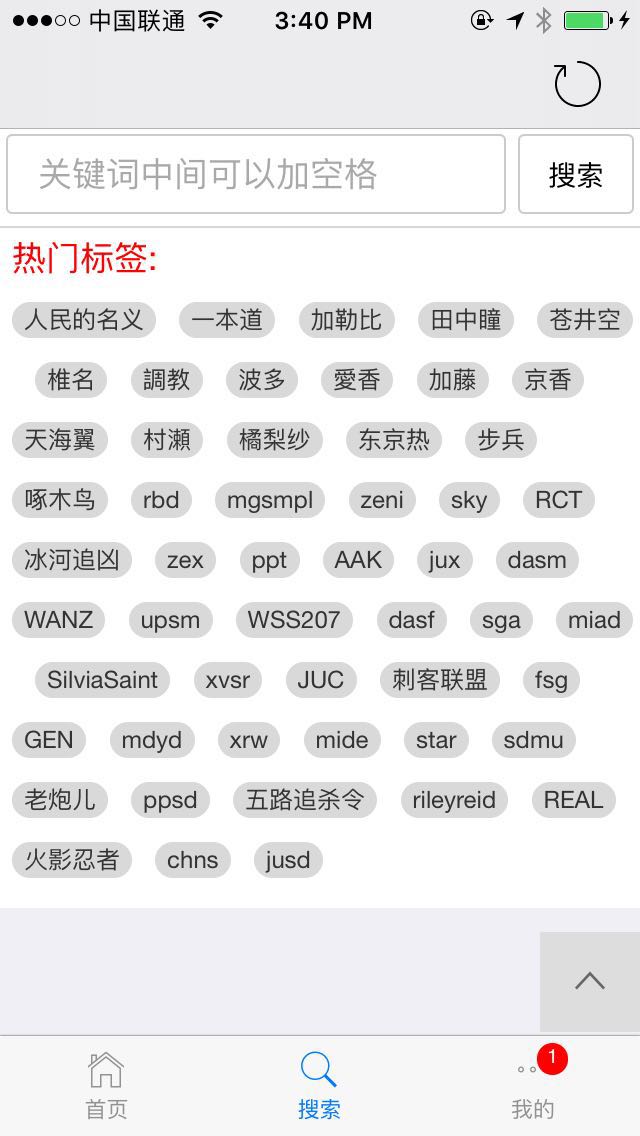 中国联通 3:40 PM
关键词中间可以加空格 搜索
热门标签:
人民的名义 一本道 加勒比 田中瞳 苍井空
椎名 調教 波多 愛香 加藤 京香
天海翼 村瀬 橘梨纱 东京热 步兵
啄木鸟 rbd mgsmpl zeni sky RCT
冰河追凶 zex ppt AAK jux dasm
WANZ upsm WSS207 dasf sga miad
SilviaSaint xvsr JUC 刺客联盟 fsg
GEN mdyd xrw mide star sdmu
老炮儿 ppsd 五路追杀令 rileyreid REAL
火影忍者 chns jusd
1
首页 搜索 我的